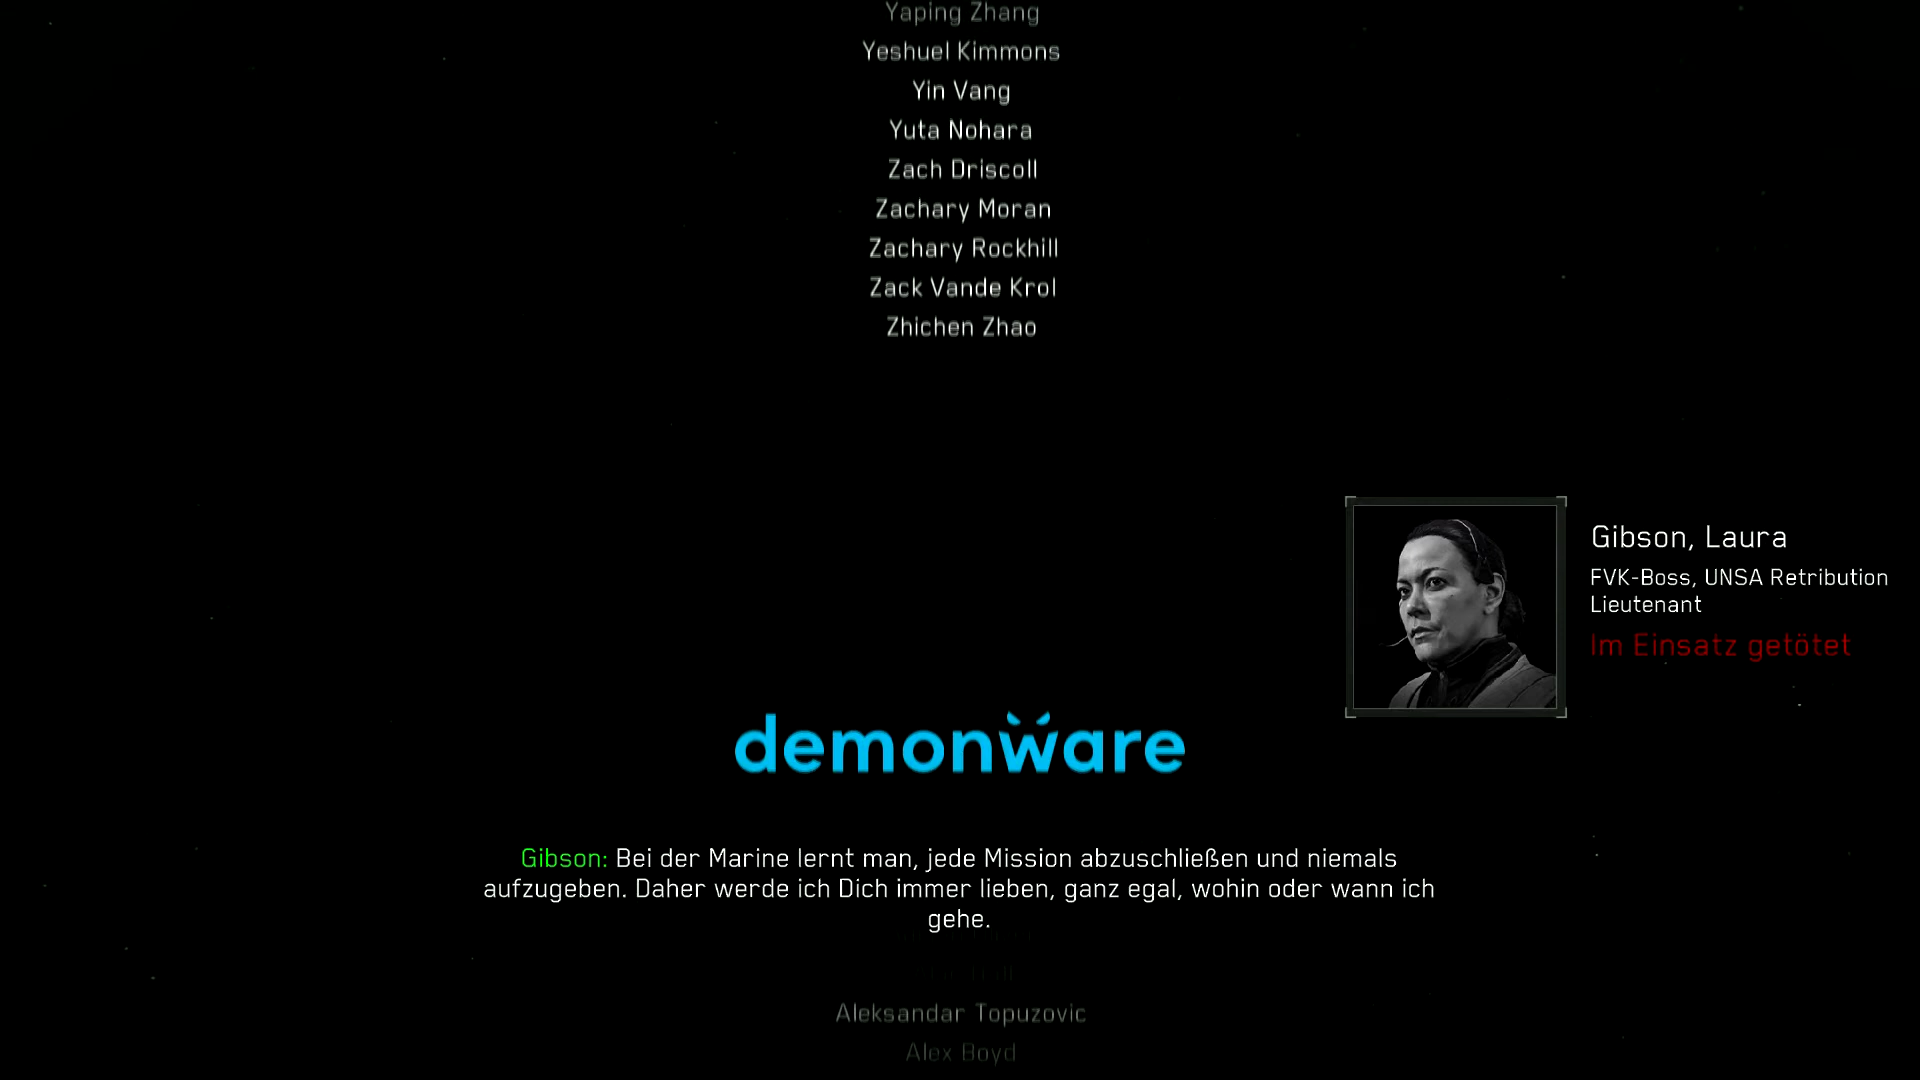 Yaping Zhang
Yeshuel Kimmons
Yin Vang
Yuta Nohara
Zach Driscoll
Zachary Moran
Zachary Rockhill
Zack Vande Krol
Zhichen Zhao
Gibson, Laura
FVK-Boss, UNSA Retribution
Lieutenant
Im Einsatz getötet
demonware
Gibson: Bei der Marine lernt man, jede Mission abzuschließen und niemals
aufzugeben. Daher werde ich Dich immer lieben, ganz egal, wohin oder wann ich
gehe.
Aleksandar Topuzovic
Alex Boyd